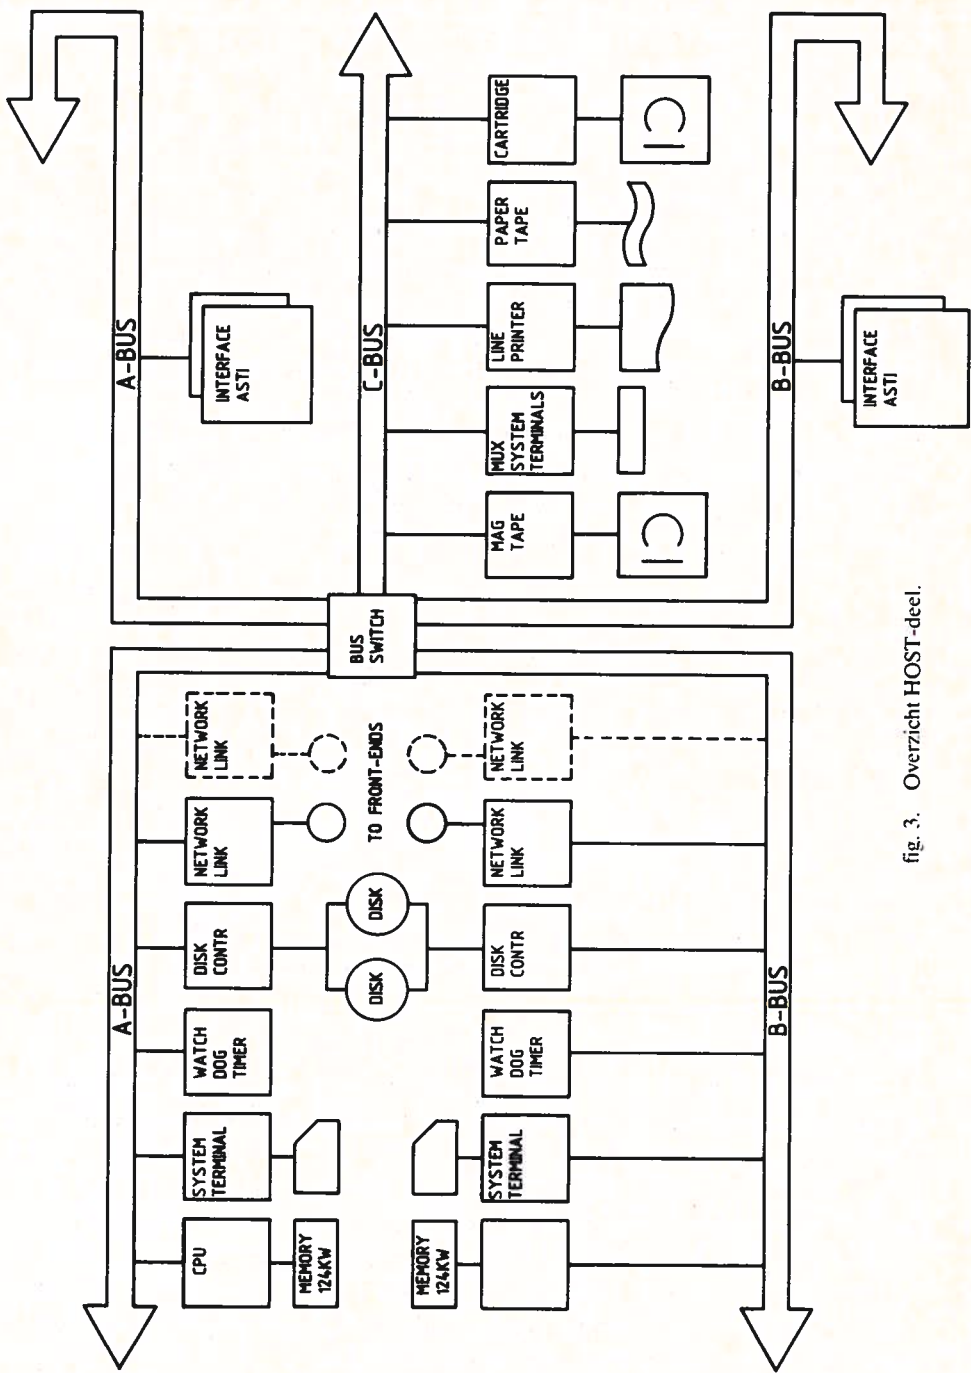 A-BUS
CPU
MEMORY
124KW
SYSTEM
TERMINAL
WATCH
DOG
TIMER
DISK
CONTR
NETWORK
LINK
NETWORK
LINK
DISK
DISK
TO FRONT-ENDS
MEMORY
124KW
SYSTEM
TERMINAL
WATCH
DOG
TIMER
DISK
CONTR
NETWORK
LINK
NETWORK
LINK
B-BUS
BUS
SWITCH
A-BUS
INTERFACE
ASTI
C-BUS
MAG
TAPE
MUX
SYSTEM
TERMINALS
LINE
PRINTER
PAPER
TAPE
CARTRIDGE
B-BUS
INTERFACE
ASTI
fig. 3. Overzicht HOST-deel.